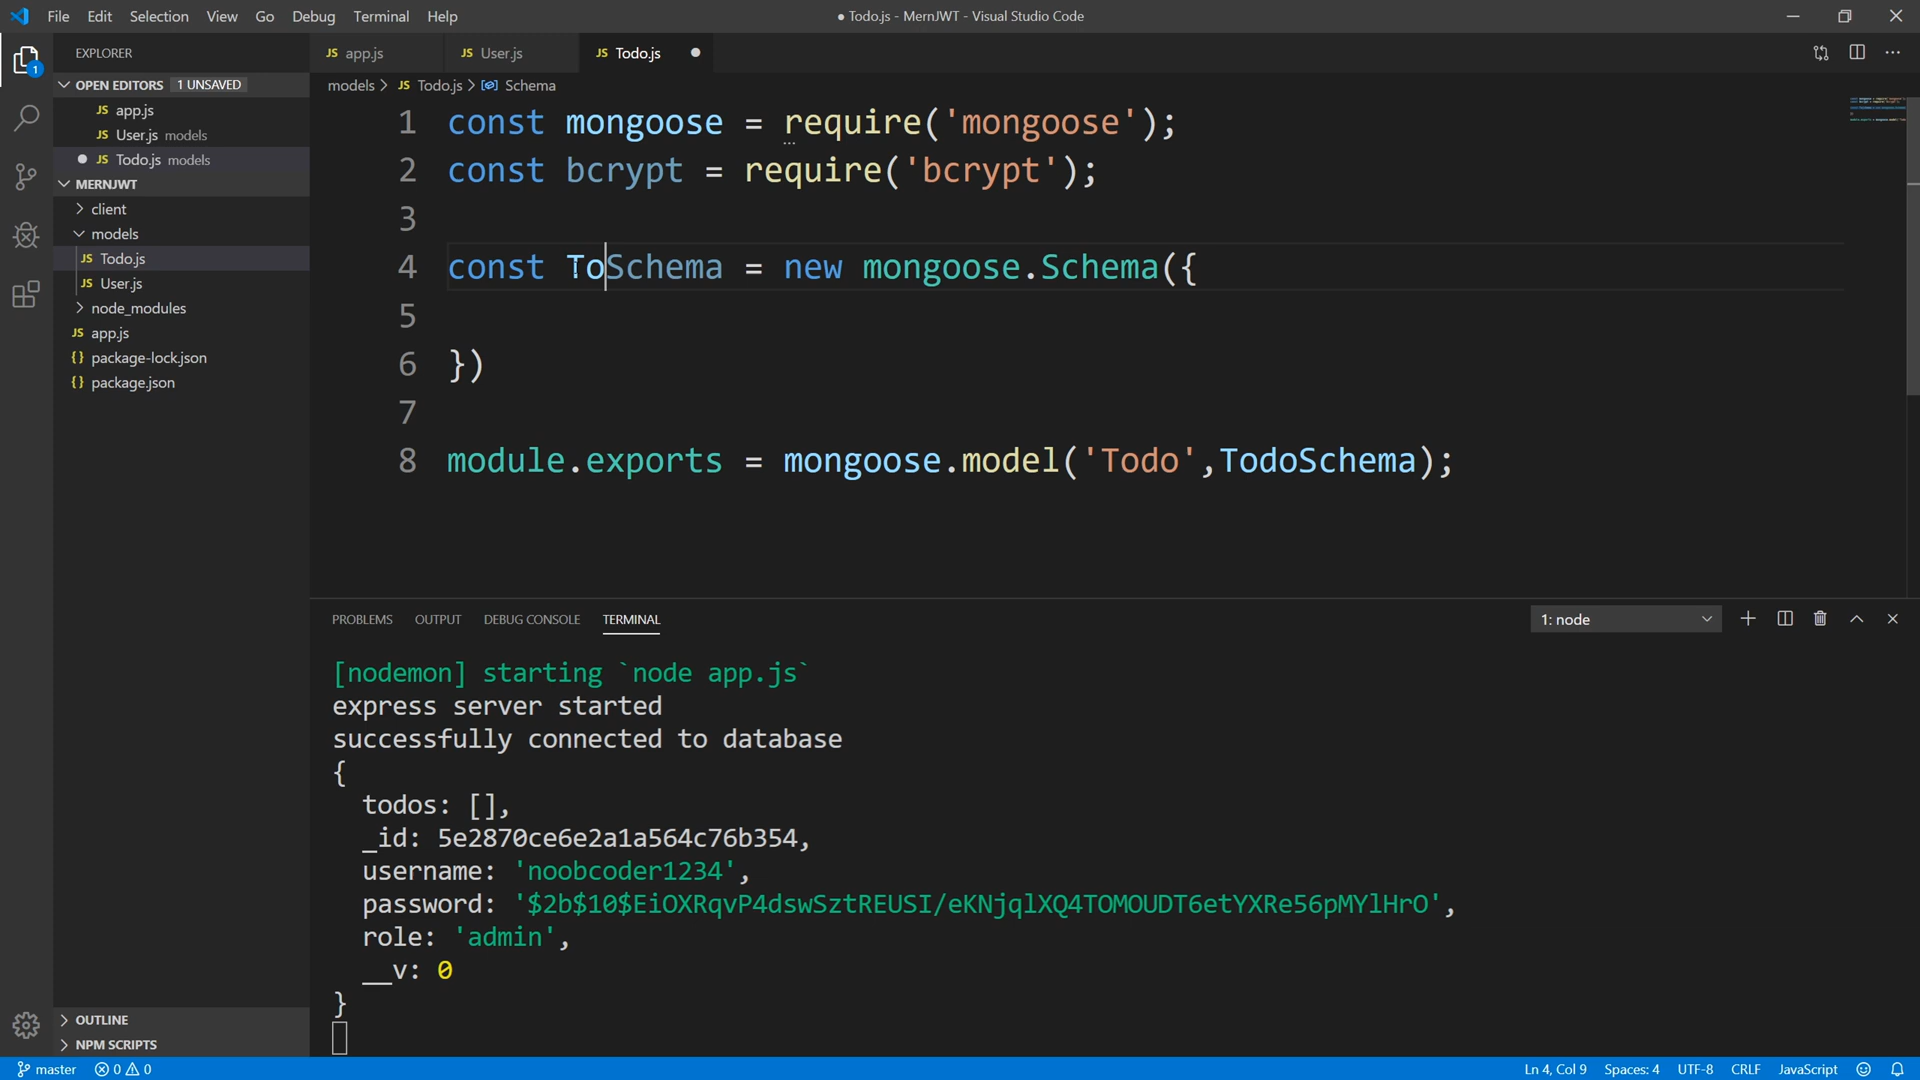 File Edit Selection View Go Debug Terminal Help
● Todo.js - MernJWT - Visual Studio Code
EXPLORER
OPEN EDITORS 1 UNSAVED
JS app.js
JS User.js models
JS Todo.js models
MERNJWT
client
models
JS Todo.js
JS User.js
node_modules
JS app.js
{} package-lock.json
{} package.json
OUTLINE
NPM SCRIPTS
1
JS app.js
JS User.js
JS Todo.js
models > JS Todo.js > Schema
1 const mongoose = require('mongoose');
2 const bcrypt = require('bcrypt');
3
4 const ToSchema = new mongoose.Schema({
5
6 })
7
8 module.exports = mongoose.model('Todo',TodoSchema);
PROBLEMS OUTPUT DEBUG CONSOLE TERMINAL
1: node
[nodemon] starting `node app.js`
express server started
successfully connected to database
{
todos: [],
_id: 5e2870ce6e2a1a564c76b354,
username: 'noobcoder1234',
password: '$2b$10$EiOXRqvP4dswSztREUSI/eKNjqlXQ4TOMOUDT6etYXRe56pMYlHrO',
role: 'admin',
__v: 0
}
master 0 0
Ln 4, Col 9 Spaces: 4 UTF-8 CRLF JavaScript